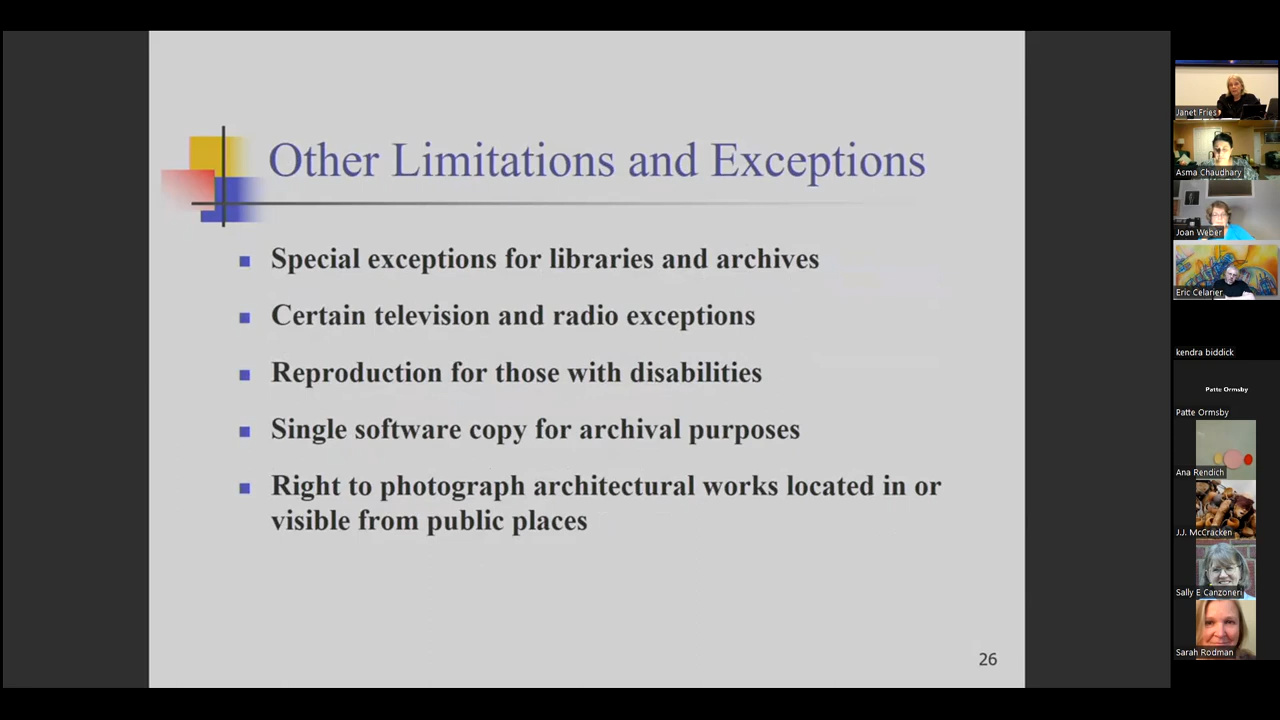 Other Limitations and Exceptions
Special exceptions for libraries and archives
Certain television and radio exceptions
Reproduction for those with disabilities
Single software copy for archival purposes
Right to photograph architectural works located in or
visible from public places
26
Janet Fries
Asma Chaudhary
Joan Weber
Eric Celarier
kendra biddick
Patte Ormsby
Patte Ormsby
Ana Rendich
J.J. McCracken
Sally E Canzoneri
Sarah Rodman